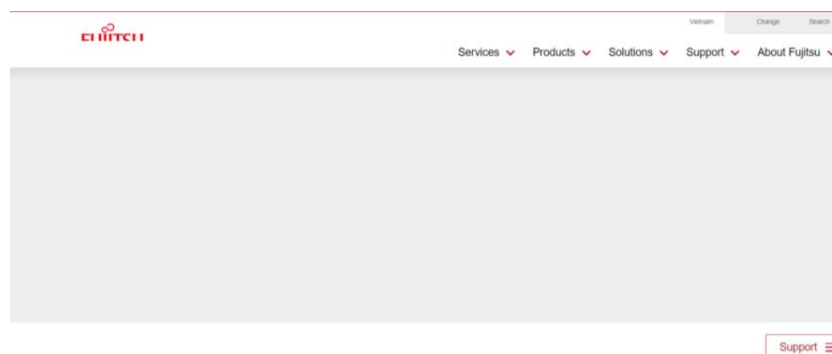 Vietnam Change Search
FUJITSU
Services Products Solutions Support About Fujitsu
Support